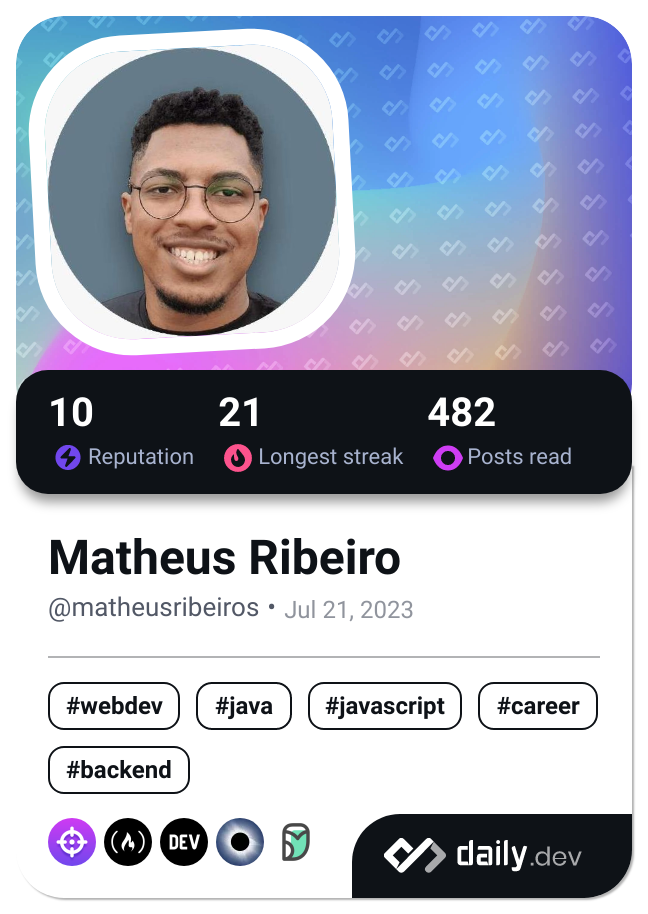 10 21 482
Reputation Longest streak Posts read
Matheus Ribeiro
@matheusribeiros • Jul 21, 2023
#webdev #java #javascript #career
#backend
DEV
daily.dev